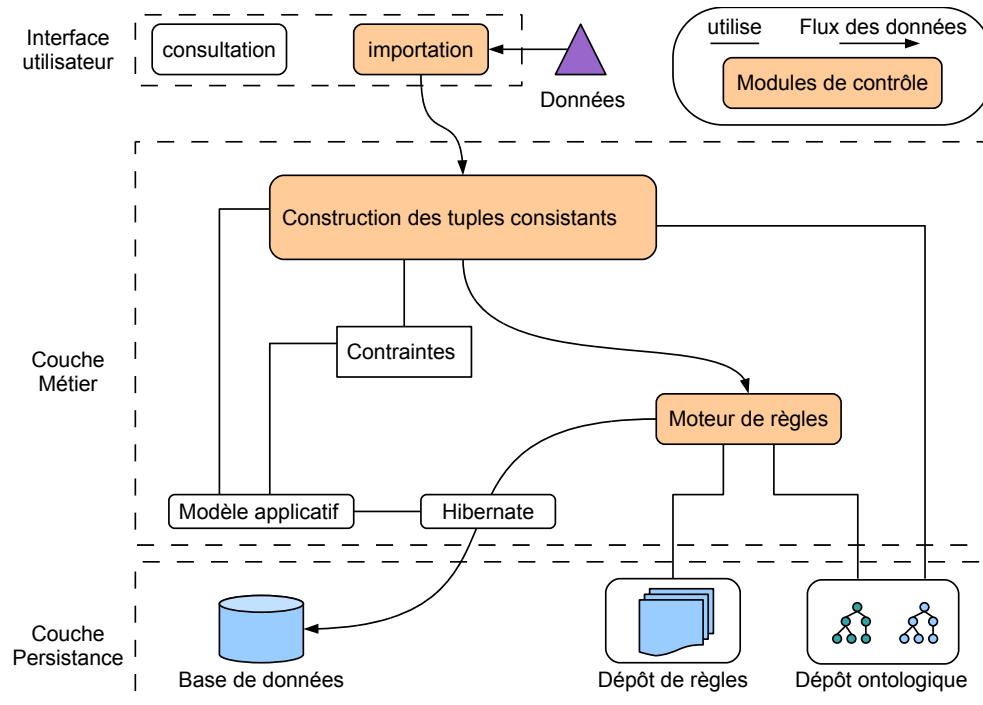 Interface
utilisateur
consultation
importation
Données
utilise
Flux des données
Modules de contrôle
Couche
Métier
Construction des tuples consistants
Contraintes
Moteur de règles
Modèle applicatif
Hibernate
Couche
Persistance
Base de données
Dépôt de règles
Dépôt ontologique